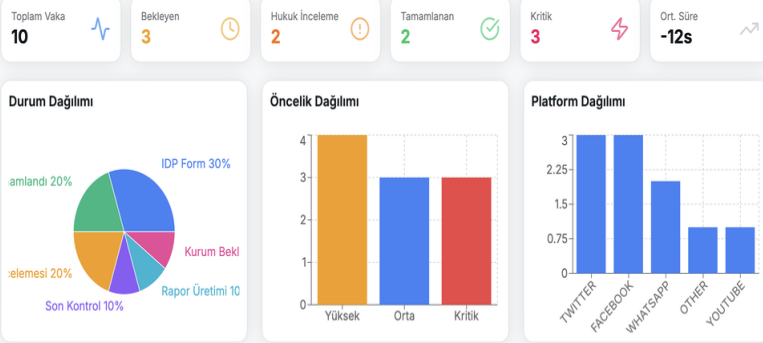 Toplam Vaka
10
Bekleyen
3
Hukuk İnceleme
2
Tamamlanan
2
Kritik
3
Ort. Süre
-12s
Durum Dağılımı
IDP Form 30%
amlandı 20%
Kurum Bekl
elemesi 20%
Rapor Üretimi 10
Son Kontrol 10%
Öncelik Dağılımı
4
3
2
1
0
Yüksek
Orta
Kritik
Platform Dağılımı
3
2.25
1.5
0.75
0
TWITTER
FACEBOOK
WHATSAPP
OTHER
YOUTUBE